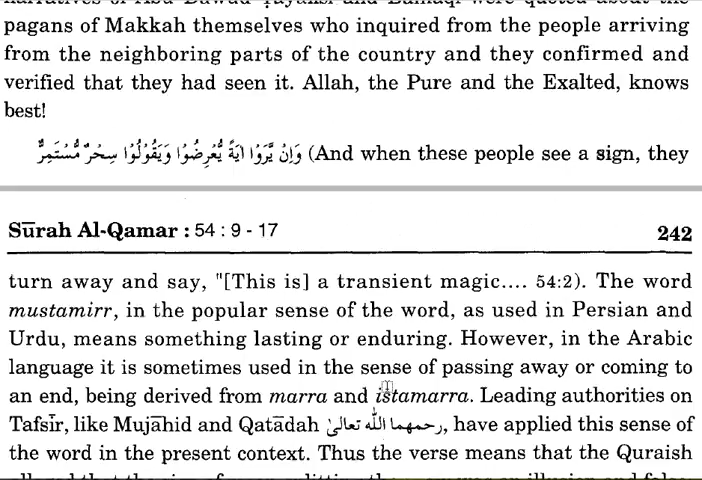 pagans of Makkah themselves who inquired from the people arriving
from the neighboring parts of the country and they confirmed and
verified that they had seen it. Allah, the Pure and the Exalted, knows
best!
وَإِنْ يَّرَوْا اٰيَةً يُّعْرِضُوْا وَيَقُوْلُوْا سِحْرٌ مُّسْتَمِرٌّ (And when these people see a sign, they
Sūrah Al-Qamar : 54 : 9 - 17
242
turn away and say, "[This is] a transient magic.... 54:2). The word
mustamirr, in the popular sense of the word, as used in Persian and
Urdu, means something lasting or enduring. However, in the Arabic
language it is sometimes used in the sense of passing away or coming to
an end, being derived from marra and istamarra. Leading authorities on
Tafsīr, like Mujāhid and Qatādah رحمهما الله تعالىٰ, have applied this sense of
the word in the present context. Thus the verse means that the Quraish